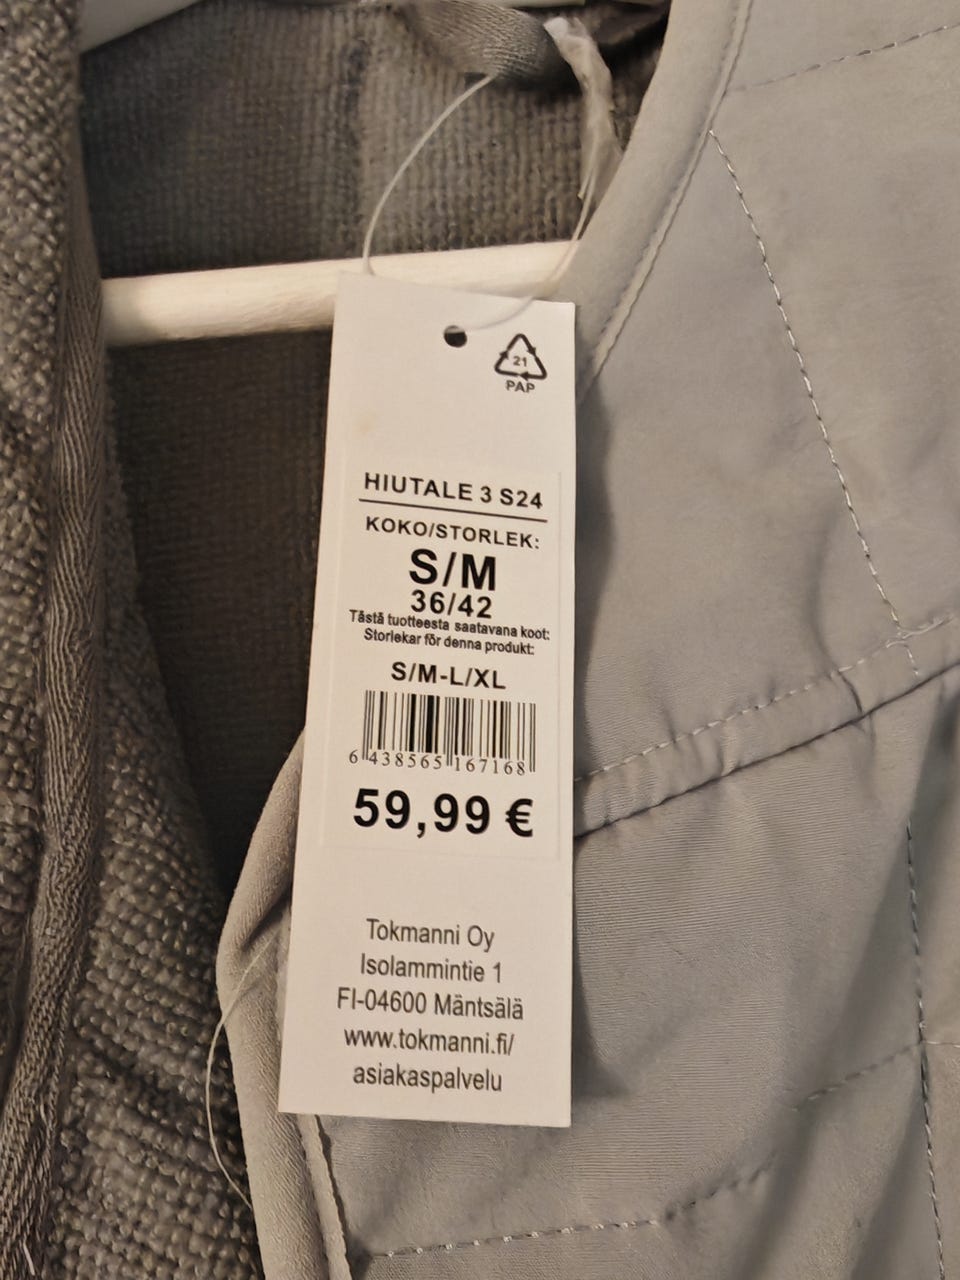 21
PAP
HIUTALE 3 S24
KOKO/STORLEK:
S/M
36/42
Tästä tuotteesta saatavana koot:
Storlekar för denna produkt:
S/M-L/XL
6 438565 167168
59,99 €
Tokmanni Oy
Isolammintie 1
FI-04600 Mäntsälä
www.tokmanni.fi/
asiakaspalvelu